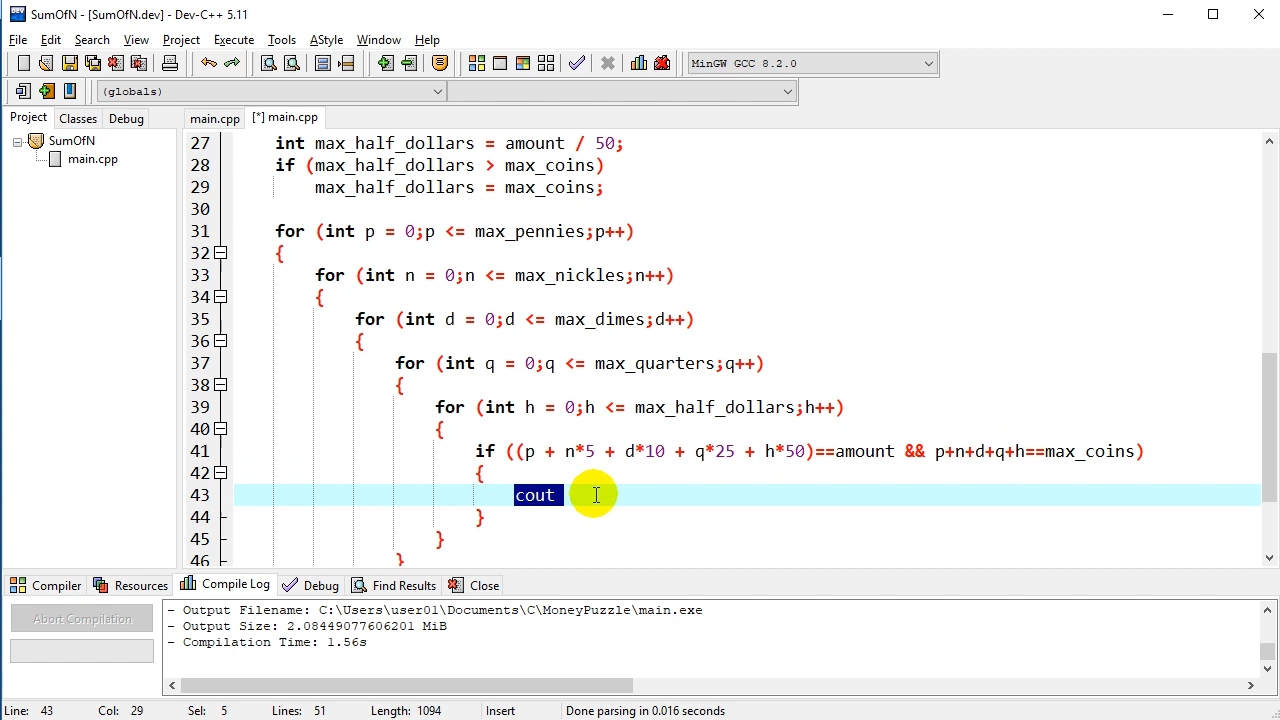 SumOfN - [SumOfN.dev] - Dev-C++ 5.11
File Edit Search View Project Execute Tools AStyle Window Help
MinGW GCC 8.2.0
(globals)
Project Classes Debug main.cpp [*] main.cpp
SumOfN
main.cpp
27 int max_half_dollars = amount / 50;
28 if (max_half_dollars > max_coins)
29 max_half_dollars = max_coins;
30
31 for (int p = 0;p <= max_pennies;p++)
32 {
33 for (int n = 0;n <= max_nickles;n++)
34 {
35 for (int d = 0;d <= max_dimes;d++)
36 {
37 for (int q = 0;q <= max_quarters;q++)
38 {
39 for (int h = 0;h <= max_half_dollars;h++)
40 {
41 if ((p + n*5 + d*10 + q*25 + h*50)==amount && p+n+d+q+h==max_coins)
42 {
43 cout
44 }
45 }
46 }
Compiler Resources Compile Log Debug Find Results Close
Abort Compilation
- Output Filename: C:\Users\user01\Documents\C\MoneyPuzzle\main.exe
- Output Size: 2.08449077606201 MiB
- Compilation Time: 1.56s
Line: 43 Col: 29 Sel: 5 Lines: 51 Length: 1094 Insert Done parsing in 0.016 seconds